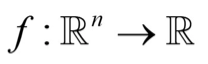 f : ℝⁿ → ℝ